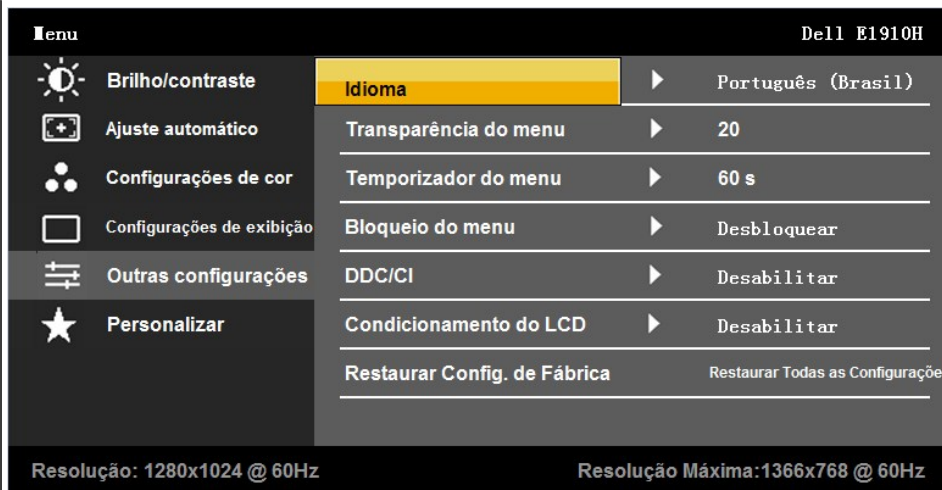 Menu
Dell E1910H
Brilho/contraste
Ajuste automático
Configurações de cor
Configurações de exibição
Outras configurações
Personalizar
Idioma
Português (Brasil)
Transparência do menu
20
Temporizador do menu
60 s
Bloqueio do menu
Desbloquear
DDC/CI
Desabilitar
Condicionamento do LCD
Desabilitar
Restaurar Config. de Fábrica
Restaurar Todas as Configuraçõe
Resolução: 1280x1024 @ 60Hz
Resolução Máxima:1366x768 @ 60Hz